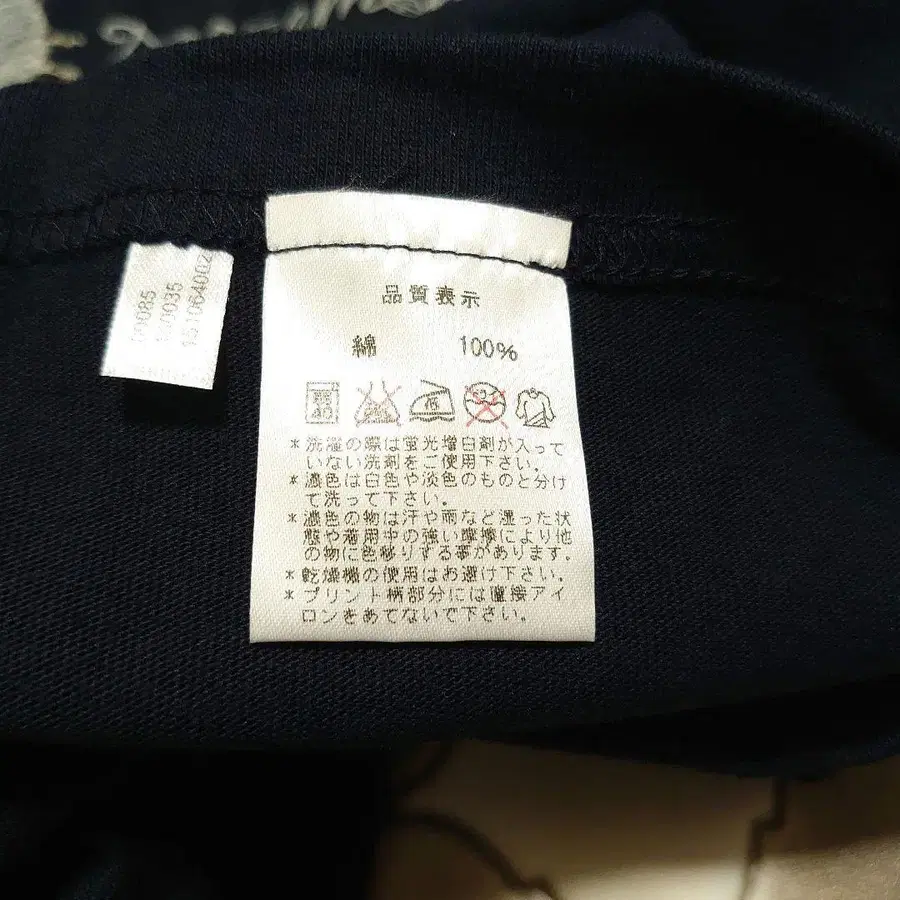 品質表示
綿 100%
40
*洗濯の際は蛍光増白剤が入って
いない洗剤をご使用下さい。
*濃色は白色や淡色のものと分け
て洗って下さい。
*濃色の物は汗や雨など湿った状
態や着用中の強い摩擦により他
の物に色移りする事があります。
*乾燥機の使用はお避け下さい。
*プリント柄部分には直接アイ
ロンをあてないで下さい。
151064002